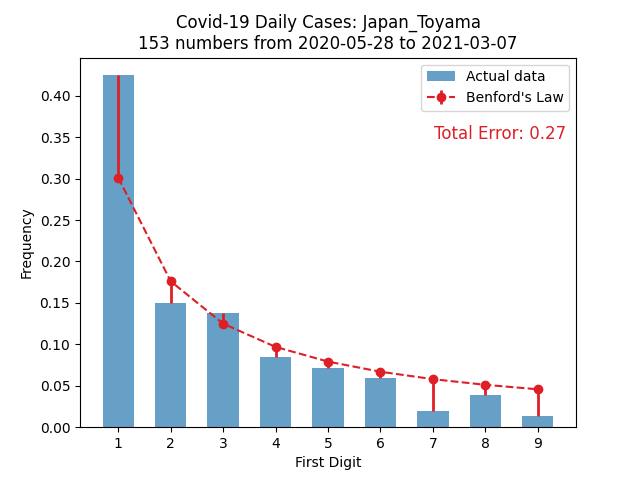 Covid-19 Daily Cases: Japan_Toyama
153 numbers from 2020-05-28 to 2021-03-07
Actual data
Benford's Law
Total Error: 0.27
Frequency
0.40
0.35
0.30
0.25
0.20
0.15
0.10
0.05
0.00
1 2 3 4 5 6 7 8 9
First Digit